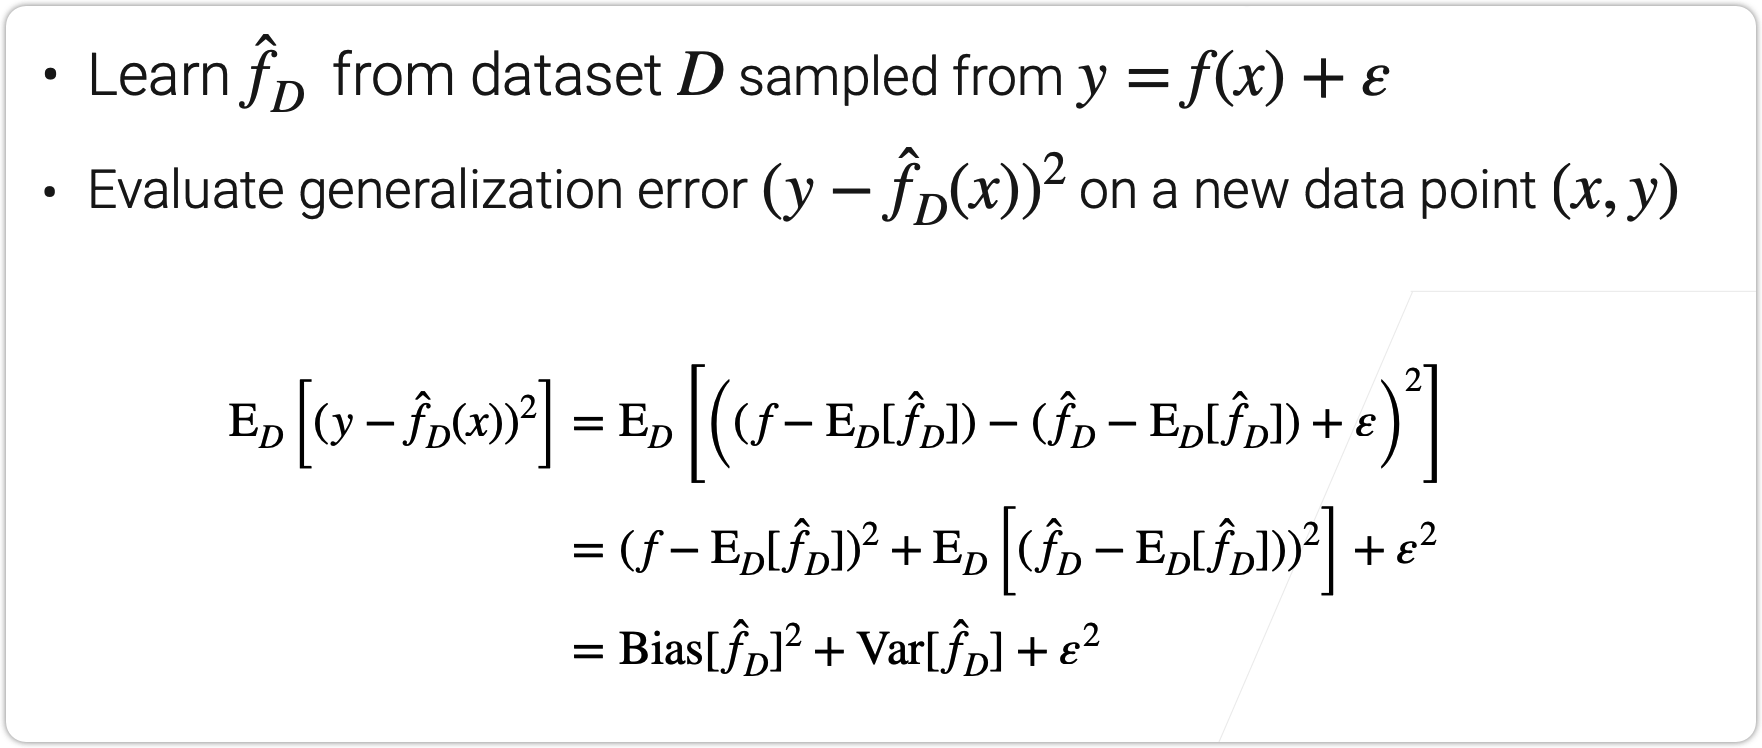 • Learn $\hat{f}_D$ from dataset $D$ sampled from $y = f(x) + \varepsilon$
• Evaluate generalization error $(y - \hat{f}_D(x))^2$ on a new data point $(x, y)$
$\mathrm{E}_D\left[(y - \hat{f}_D(x))^2\right] = \mathrm{E}_D\left[\left((f - \mathrm{E}_D[\hat{f}_D]) - (\hat{f}_D - \mathrm{E}_D[\hat{f}_D]) + \varepsilon\right)^2\right]$
$= (f - \mathrm{E}_D[\hat{f}_D])^2 + \mathrm{E}_D\left[(\hat{f}_D - \mathrm{E}_D[\hat{f}_D]))^2\right] + \varepsilon^2$
$= \mathrm{Bias}[\hat{f}_D]^2 + \mathrm{Var}[\hat{f}_D] + \varepsilon^2$